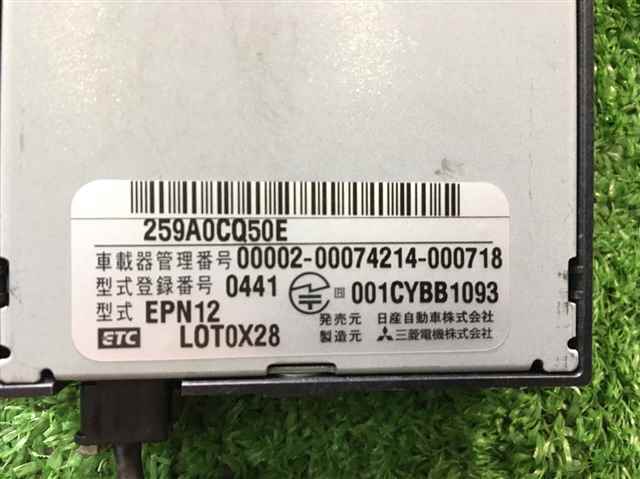 259A0CQ50E
車載器管理番号 00002-00074214-000718
型式登録番号 0441 回 001CYBB1093
型式 EPN12 発売元 日産自動車株式会社
ETC LOT0X28 製造元 三菱電機株式会社